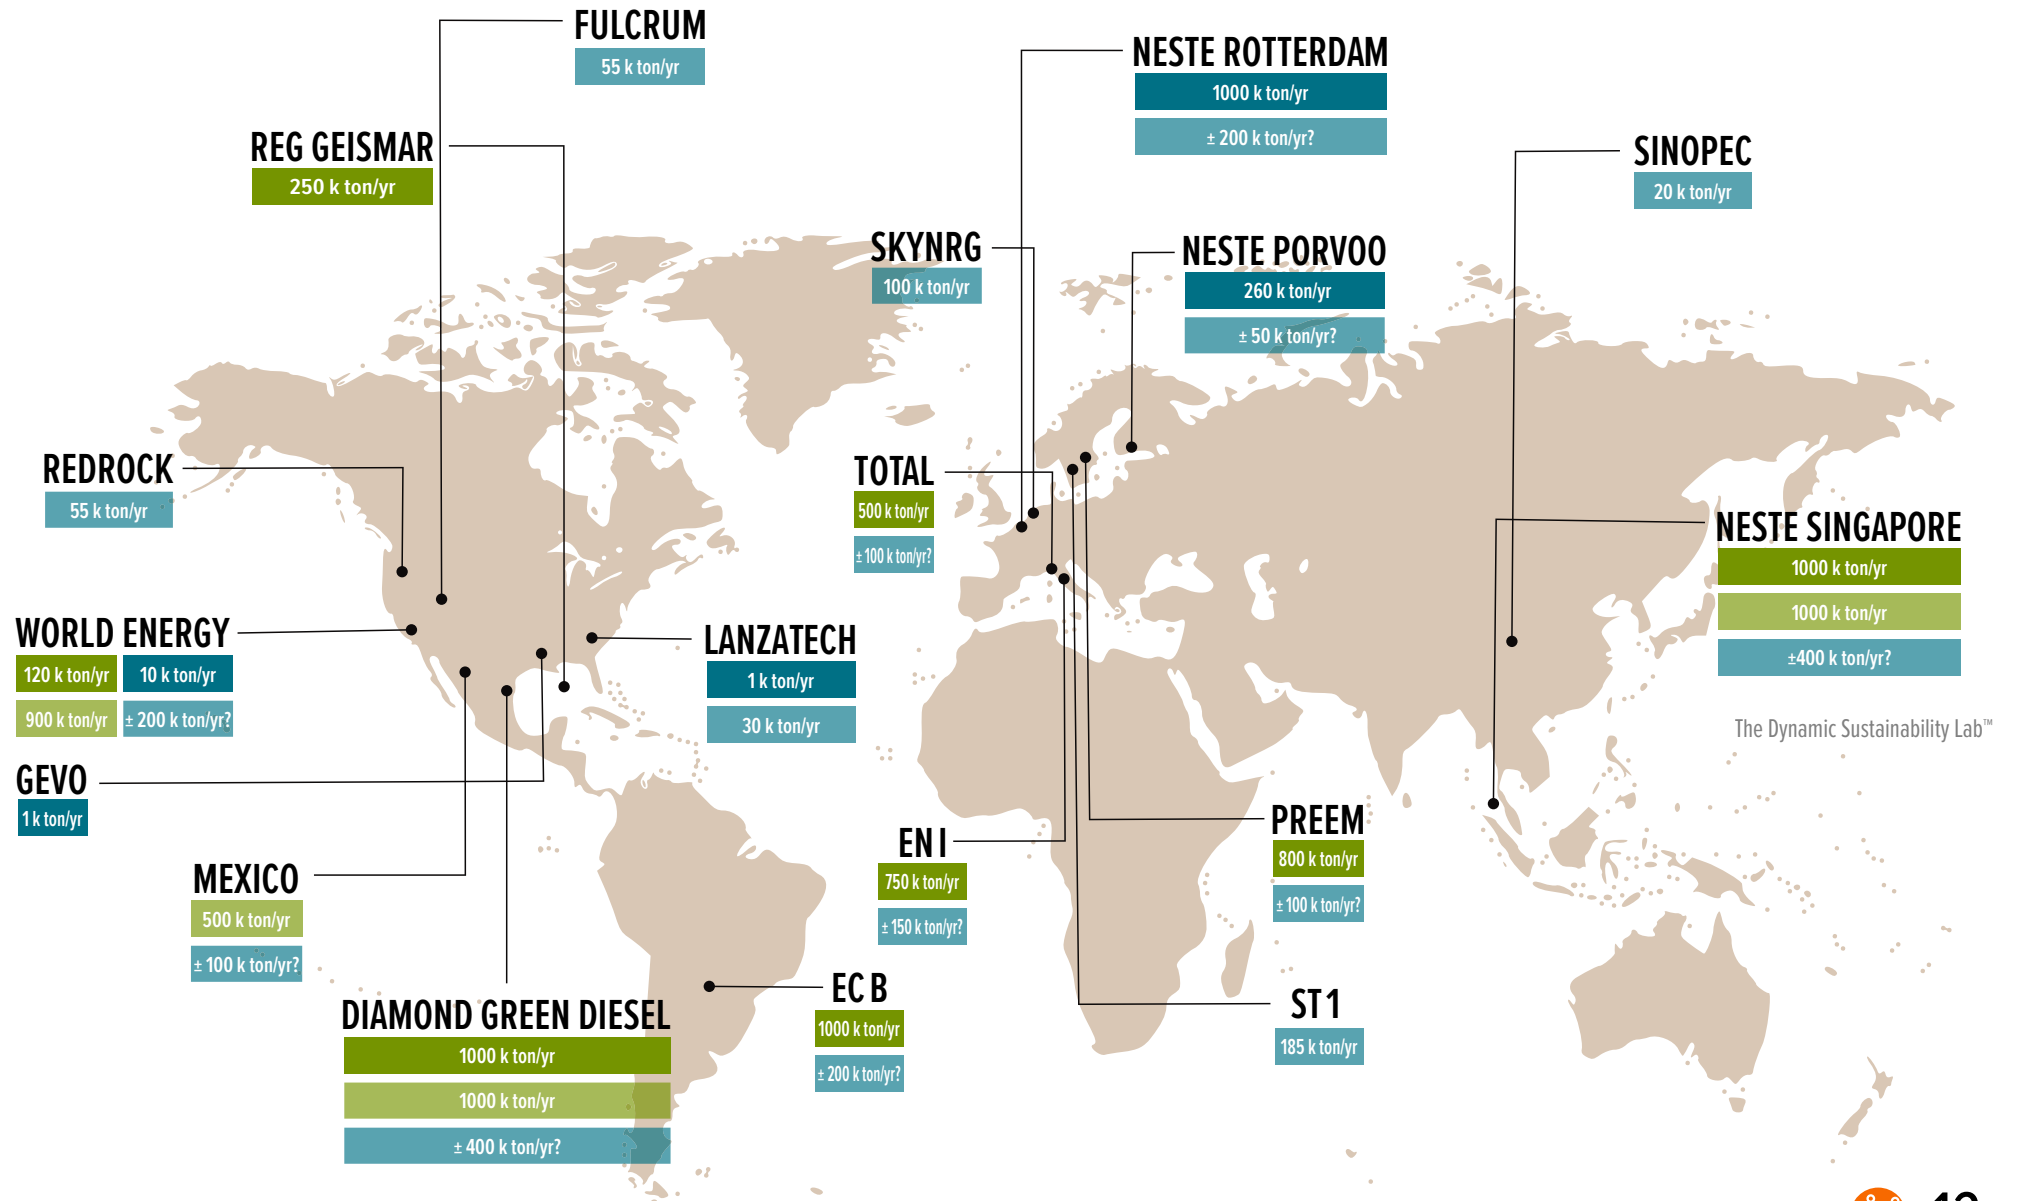 FULCRUM
55 k ton/yr
NESTE ROTTERDAM
1000 k ton/yr
± 200 k ton/yr?
REG GEISMAR
250 k ton/yr
SINOPEC
20 k ton/yr
SKYNRG
100 k ton/yr
NESTE PORVOO
260 k ton/yr
± 50 k ton/yr?
REDROCK
55 k ton/yr
TOTAL
500 k ton/yr
± 100 k ton/yr?
NESTE SINGAPORE
1000 k ton/yr
1000 k ton/yr
±400 k ton/yr?
WORLD ENERGY
120 k ton/yr 10 k ton/yr
900 k ton/yr ± 200 k ton/yr?
LANZATECH
1 k ton/yr
30 k ton/yr
The Dynamic Sustainability Lab™
GEVO
1 k ton/yr
MEXICO
500 k ton/yr
± 100 k ton/yr?
EN I
750 k ton/yr
± 150 k ton/yr?
PREEM
800 k ton/yr
± 100 k ton/yr?
DIAMOND GREEN DIESEL
1000 k ton/yr
1000 k ton/yr
± 400 k ton/yr?
EC B
1000 k ton/yr
± 200 k ton/yr?
ST 1
185 k ton/yr